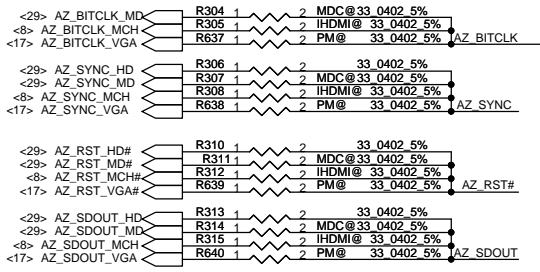 <29> AZ_BITCLK_MD R304 1 2 MDC@33_0402_5%
<8> AZ_BITCLK_MCH R305 1 2 IHDMI@ 33_0402_5%
<17> AZ_BITCLK_VGA R637 1 2 PM@ 33_0402_5% AZ_BITCLK
<29> AZ_SYNC_HD R306 1 2 33_0402_5%
<29> AZ_SYNC_MD R307 1 2 MDC@33_0402_5%
<8> AZ_SYNC_MCH R308 1 2 IHDMI@ 33_0402_5%
<17> AZ_SYNC_VGA R638 1 2 PM@ 33_0402_5% AZ_SYNC
<29> AZ_RST_HD# R310 1 2 33_0402_5%
<29> AZ_RST_MD# R311 1 2 MDC@33_0402_5%
<8> AZ_RST_MCH# R312 1 2 IHDMI@ 33_0402_5%
<17> AZ_RST_VGA# R639 1 2 PM@ 33_0402_5% AZ_RST#
<29> AZ_SDOUT_HD R313 1 2 33_0402_5%
<29> AZ_SDOUT_MD R314 1 2 MDC@33_0402_5%
<8> AZ_SDOUT_MCH R315 1 2 IHDMI@ 33_0402_5%
<17> AZ_SDOUT_VGA R640 1 2 PM@ 33_0402_5% AZ_SDOUT